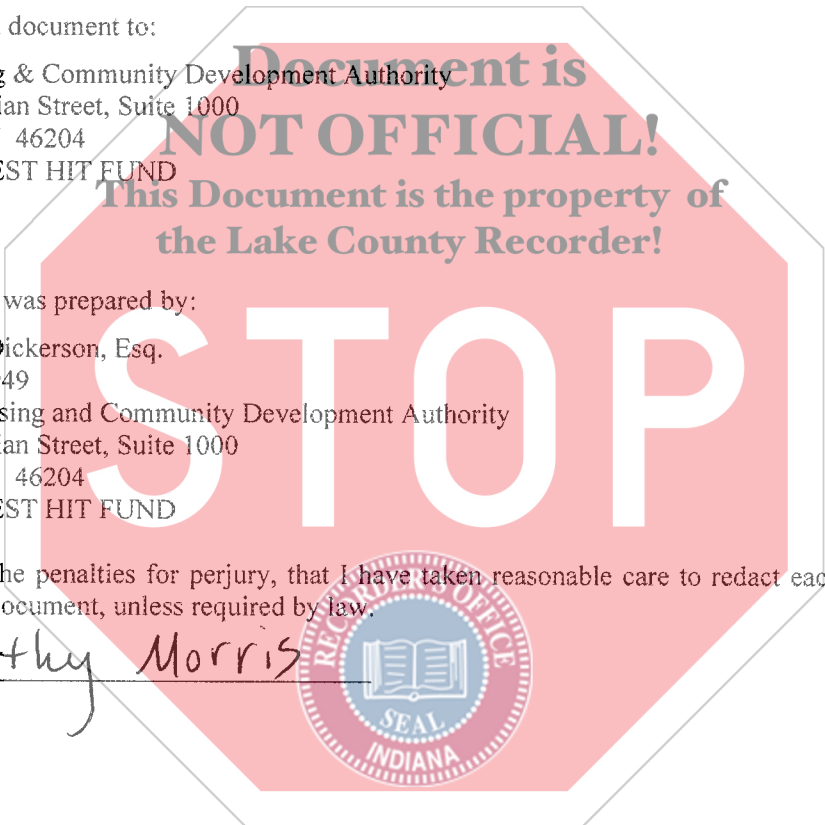 document to:
g & Community Development Authority
ian Street, Suite 1000
46204
EST HIT FUND
Document is
NOT OFFICIAL!
This Document is the property of
the Lake County Recorder!
was prepared by:
Dickerson, Esq.
49
sing and Community Development Authority
ian Street, Suite 1000
46204
EST HIT FUND
STOP
he penalties for perjury, that I have taken reasonable care to redact eac
ocument, unless required by law.
thy Morris
RECORDER'S OFFICE
SEAL
INDIANA